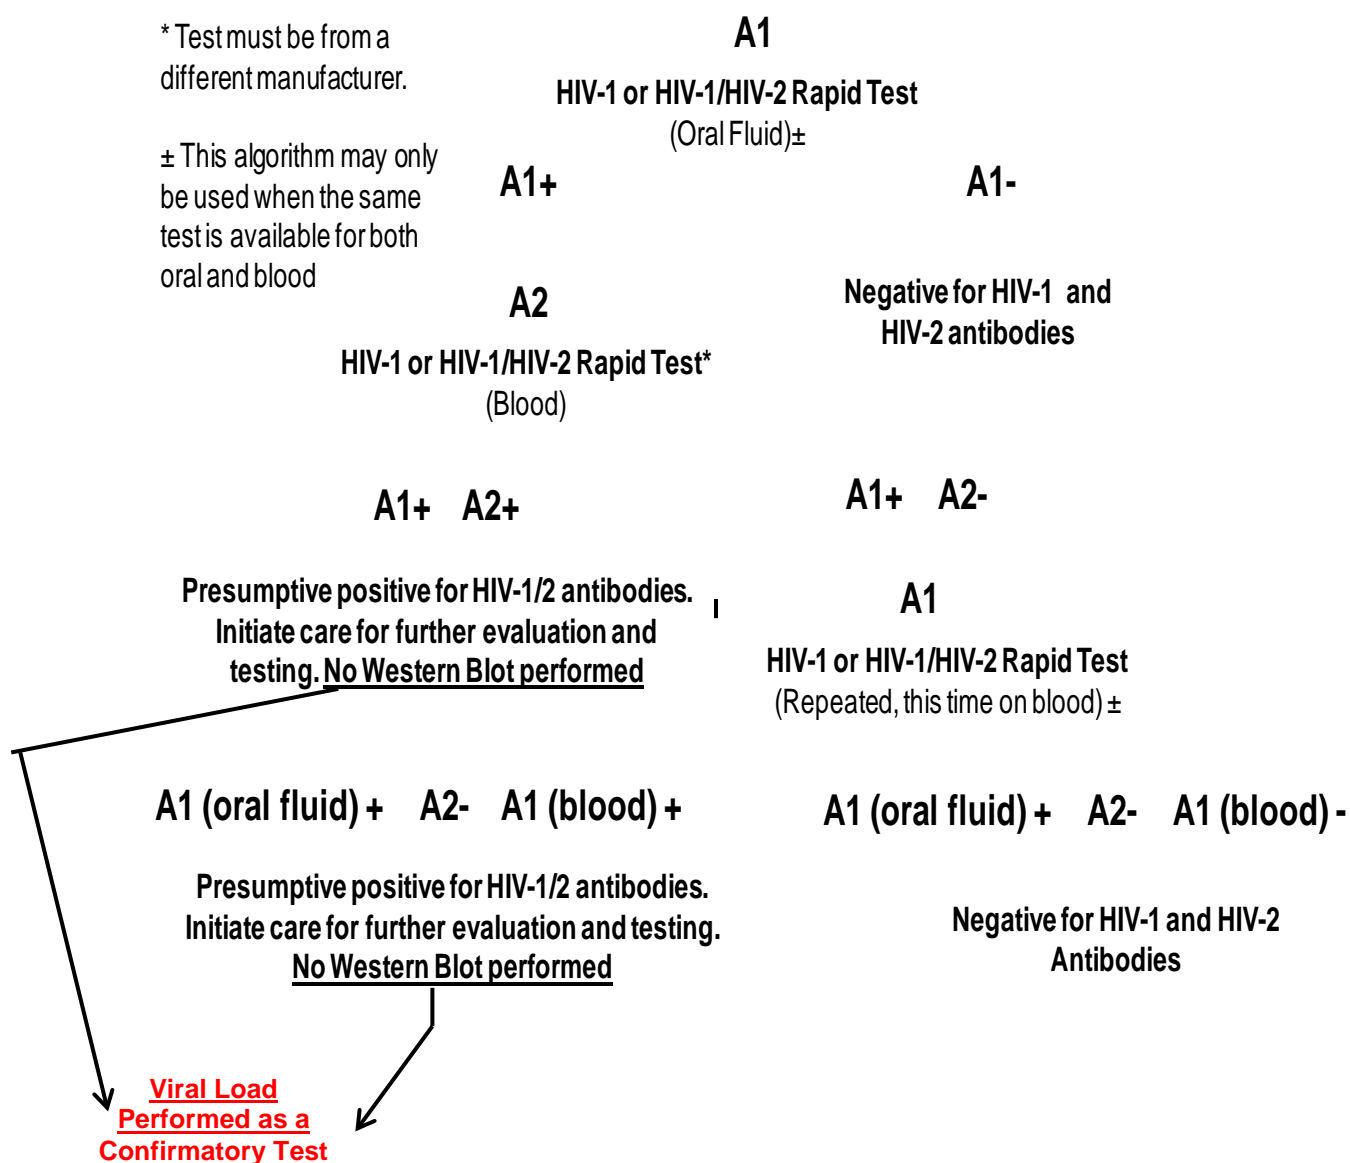 * Test must be from a
different manufacturer.
± This algorithm may only
be used when the same
test is available for both
oral and blood
A1
HIV-1 or HIV-1/HIV-2 Rapid Test
(Oral Fluid)±
A1+
A1-
A2
HIV-1 or HIV-1/HIV-2 Rapid Test*
(Blood)
Negative for HIV-1 and
HIV-2 antibodies
A1+ A2+
A1+ A2-
Presumptive positive for HIV-1/2 antibodies.
Initiate care for further evaluation and
testing. No Western Blot performed
A1
HIV-1 or HIV-1/HIV-2 Rapid Test
(Repeated, this time on blood) ±
A1 (oral fluid) + A2- A1 (blood) +
A1 (oral fluid) + A2- A1 (blood) -
Presumptive positive for HIV-1/2 antibodies.
Initiate care for further evaluation and testing.
No Western Blot performed
Negative for HIV-1 and HIV-2
Antibodies
Viral Load
Performed as a
Confirmatory Test